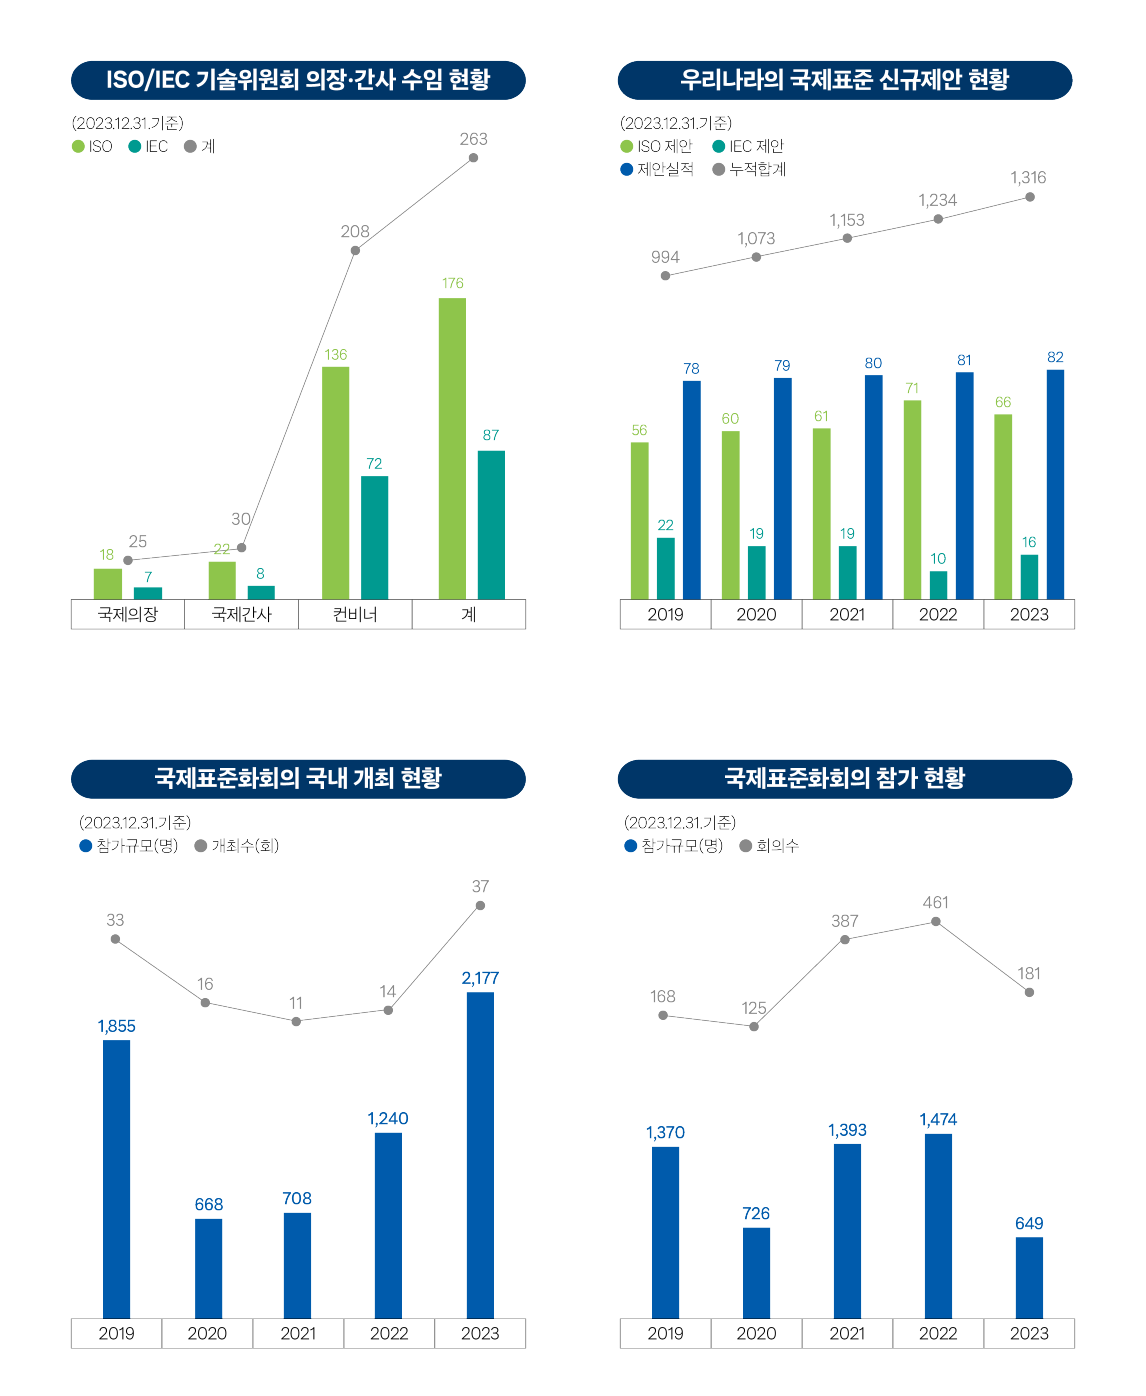 ISO/IEC 기술위원회 의장·간사 수임 현황
(2023.12.31.기준)
ISO IEC 계
263
208
176
136
87
72
30
25
22
18
8
7
국제의장 국제간사 컨비너 계
우리나라의 국제표준 신규제안 현황
(2023.12.31.기준)
ISO 제안 IEC 제안
제안실적 누적합계
994 1,073 1,153 1,234 1,316
78 79 80 81 82
56 60 61 71 66
22 19 19 10 16
2019 2020 2021 2022 2023
국제표준화회의 국내 개최 현황
(2023.12.31.기준)
참가규모(명) 개최수(회)
33 16 11 14 37
1,855 668 708 1,240 2,177
2019 2020 2021 2022 2023
국제표준화회의 참가 현황
(2023.12.31.기준)
참가규모(명) 회의수
168 125 387 461 181
1,370 726 1,393 1,474 649
2019 2020 2021 2022 2023